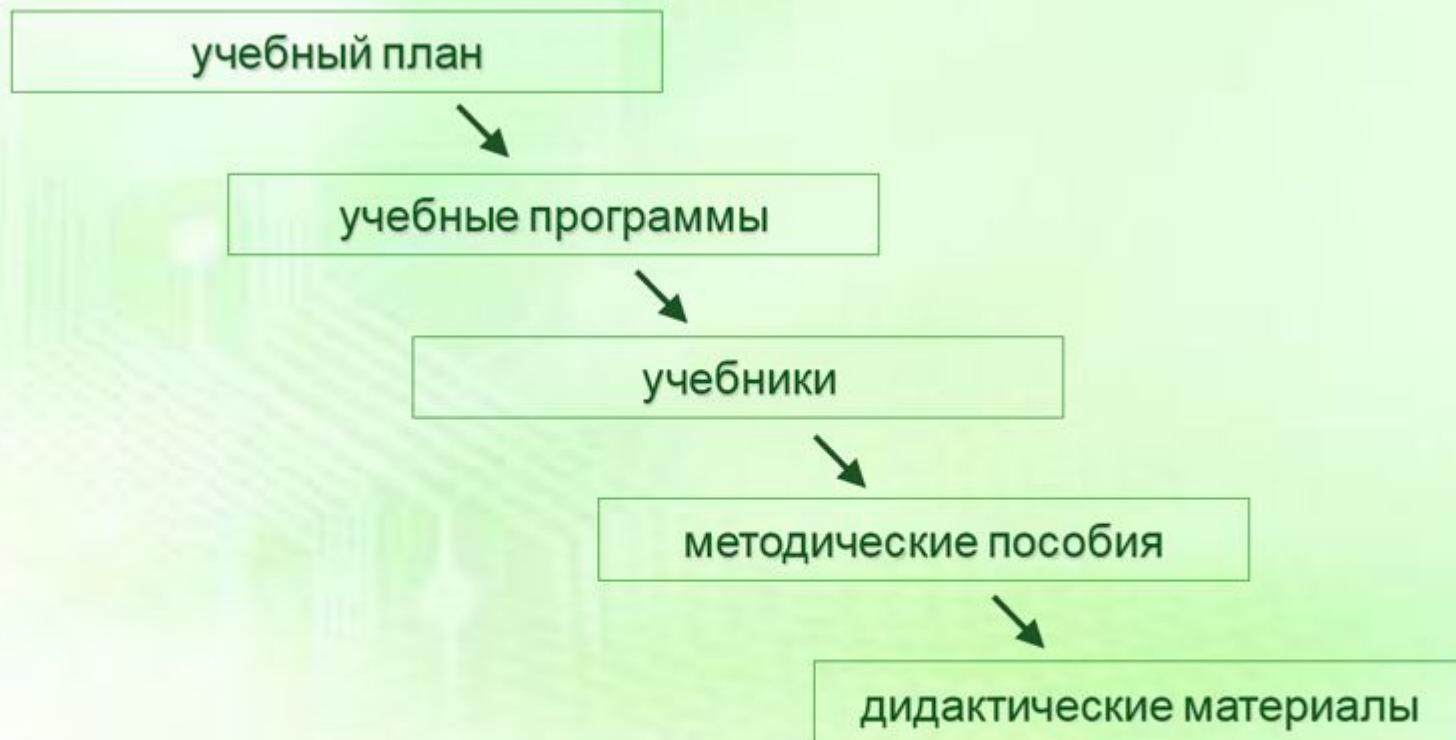 учебный план
учебные программы
учебники
методические пособия
дидактические материалы